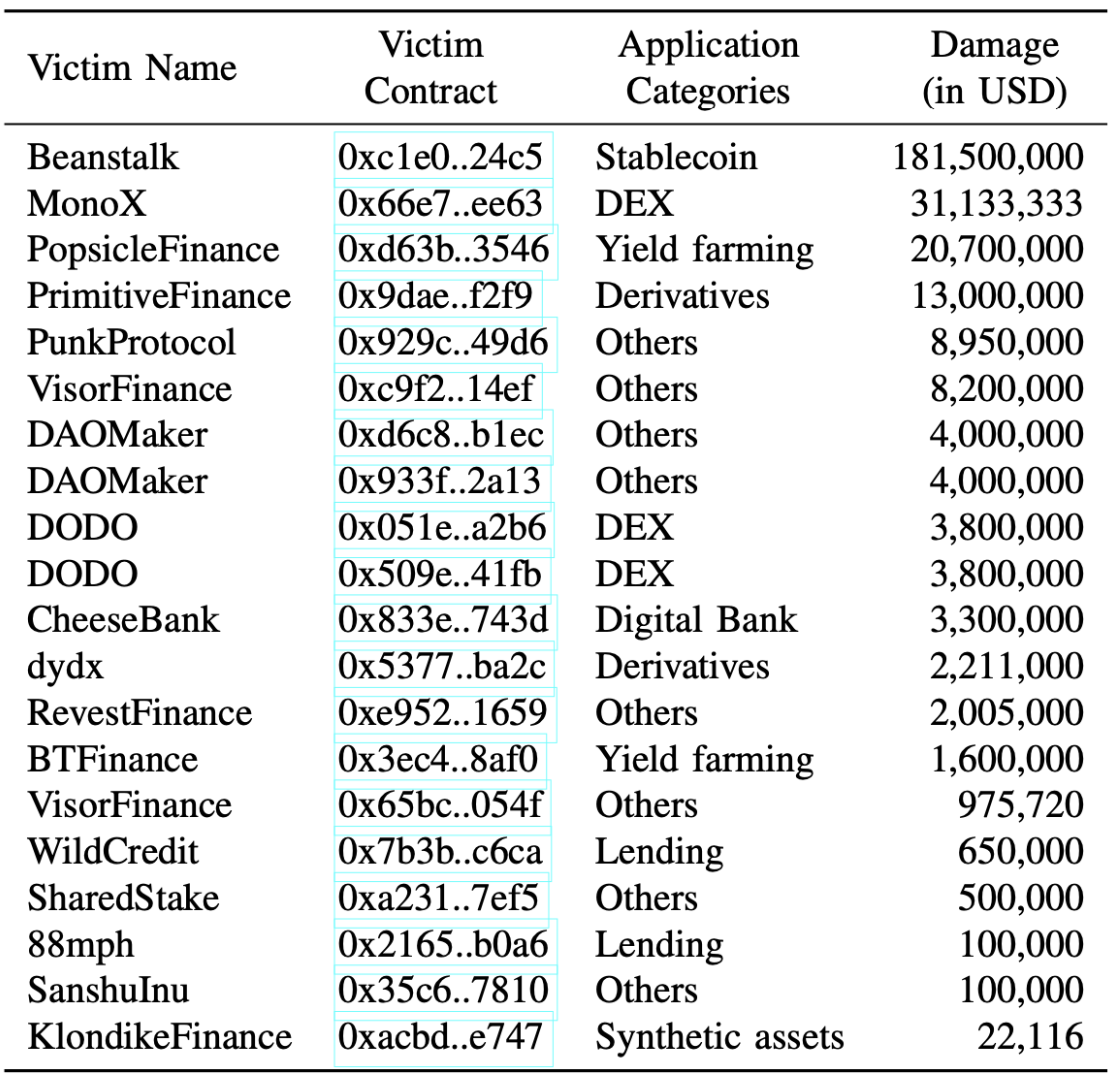 Victim Name Victim Contract Application Categories Damage (in USD)
Beanstalk 0xc1e0..24c5 Stablecoin 181,500,000
MonoX 0x66e7..ee63 DEX 31,133,333
PopsicleFinance 0xd63b..3546 Yield farming 20,700,000
PrimitiveFinance 0x9dae..f2f9 Derivatives 13,000,000
PunkProtocol 0x929c..49d6 Others 8,950,000
VisorFinance 0xc9f2..14ef Others 8,200,000
DAOMaker 0xd6c8..b1ec Others 4,000,000
DAOMaker 0x933f..2a13 Others 4,000,000
DODO 0x051e..a2b6 DEX 3,800,000
DODO 0x509e..41fb DEX 3,800,000
CheeseBank 0x833e..743d Digital Bank 3,300,000
dydx 0x5377..ba2c Derivatives 2,211,000
RevestFinance 0xe952..1659 Others 2,005,000
BTFinance 0x3ec4..8af0 Yield farming 1,600,000
VisorFinance 0x65bc..054f Others 975,720
WildCredit 0x7b3b..c6ca Lending 650,000
SharedStake 0xa231..7ef5 Others 500,000
88mph 0x2165..b0a6 Lending 100,000
SanshuInu 0x35c6..7810 Others 100,000
KlondikeFinance 0xacbd..e747 Synthetic assets 22,116